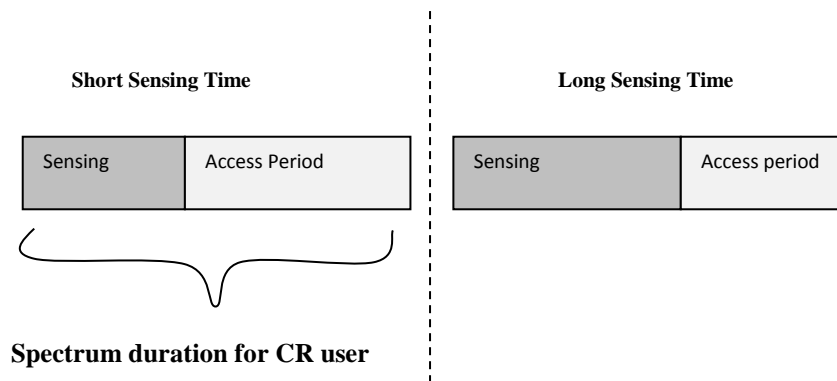 Short Sensing Time
Long Sensing Time
Sensing
Access Period
Sensing
Access period
Spectrum duration for CR user